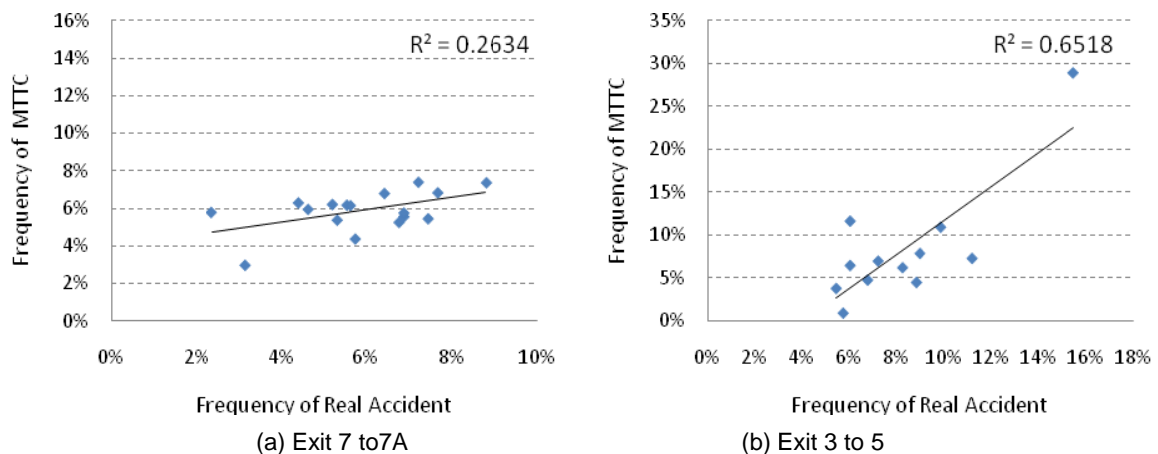 16%
14%
12%
10%
8%
6%
4%
2%
0%
R² = 0.2634
Frequency of MTTC
0% 2% 4% 6% 8% 10%
Frequency of Real Accident
(a) Exit 7 to7A
35%
30%
25%
20%
15%
10%
5%
0%
R² = 0.6518
Frequency of MTTC
0% 2% 4% 6% 8% 10% 12% 14% 16% 18%
Frequency of Real Accident
(b) Exit 3 to 5